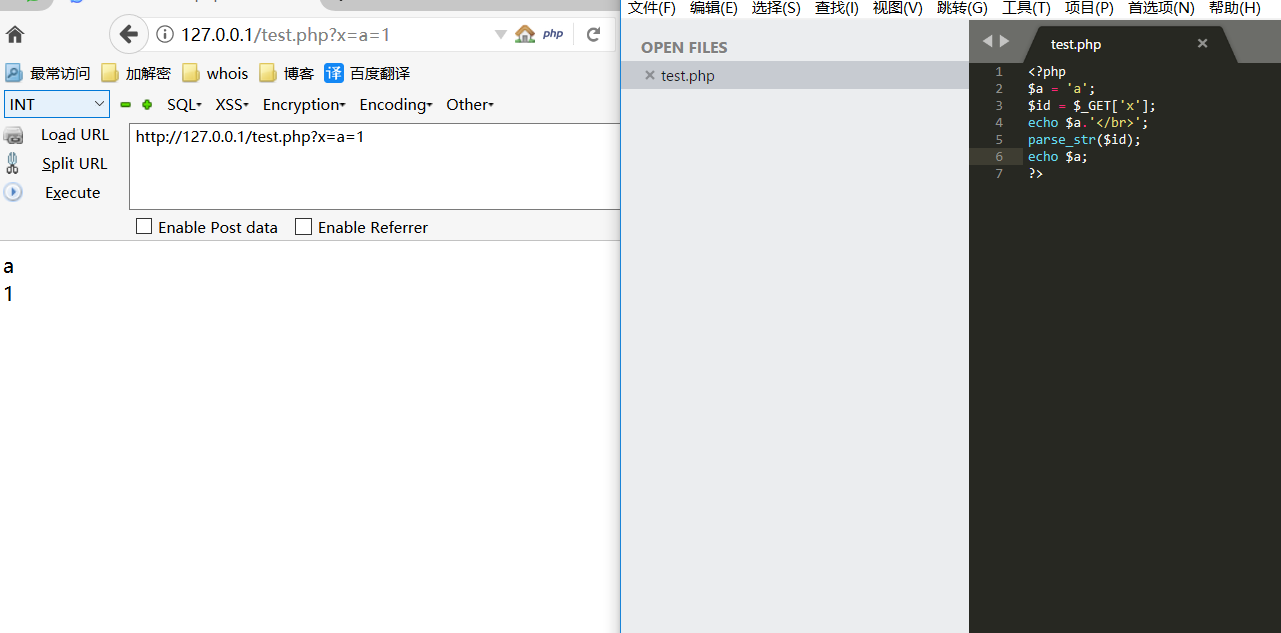 127.0.0.1/test.php?x=a=1
php
最常访问 加解密 whois 博客 译 百度翻译
INT SQL XSS Encryption Encoding Other
Load URL
Split URL
Execute
http://127.0.0.1/test.php?x=a=1
Enable Post data Enable Referrer
a
1
文件(F) 编辑(E) 选择(S) 查找(I) 视图(V) 跳转(G) 工具(T) 项目(P) 首选项(N) 帮助(H)
OPEN FILES
test.php
test.php
1 <?php
2 $a = 'a';
3 $id = $_GET['x'];
4 echo $a.'</br>';
5 parse_str($id);
6 echo $a;
7 ?>